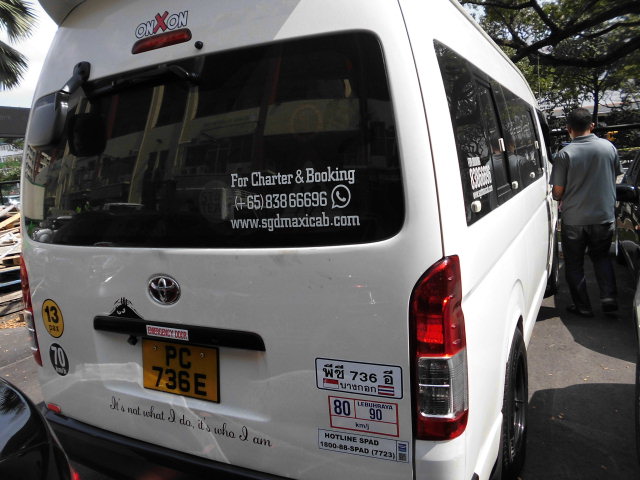 ONXON
For Charter & Booking
(+65)83866696
www.sgdmaxicab.com
13
pax
70
EMERGENCY DOOR
PC
736E
พีซี 736 อี
บางกอก
80 LEBUHRAYA 90
km/j
HOTLINE SPAD
1800-88-SPAD (7723)
It's not what I do, it's who I am